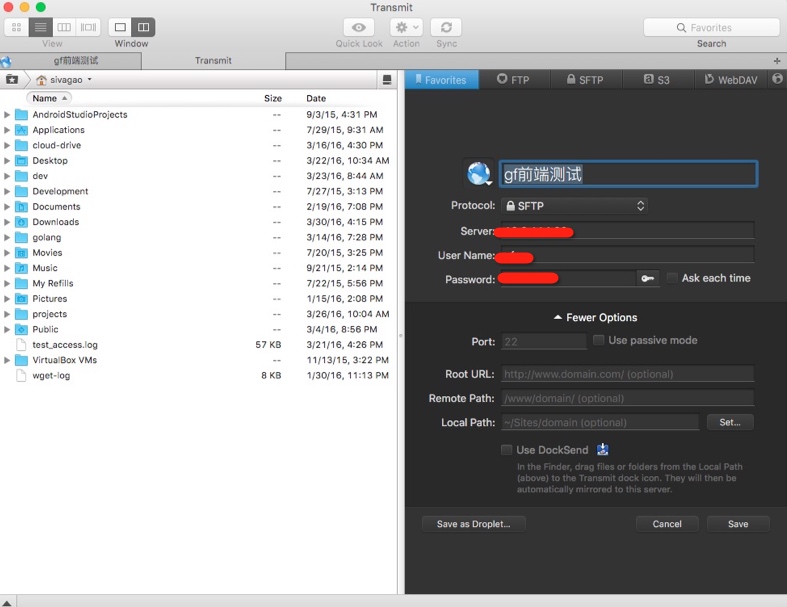 Transmit
View
Window
Quick Look
Action
Sync
Favorites
Search
gf前端测试
Transmit
sivagao
Name Size Date
AndroidStudioProjects -- 9/3/15, 4:31 PM
Applications -- 7/29/15, 9:31 AM
cloud-drive -- 3/16/16, 4:30 PM
Desktop -- 3/22/16, 10:34 AM
dev -- 3/23/16, 8:44 AM
Development -- 7/27/15, 3:13 PM
Documents -- 2/19/16, 7:08 PM
Downloads -- 3/30/16, 4:15 PM
golang -- 3/14/16, 7:28 PM
Movies -- 7/20/15, 3:25 PM
Music -- 9/21/15, 2:14 PM
My Refills -- 7/22/15, 5:56 PM
Pictures -- 1/15/16, 2:08 PM
projects -- 3/26/16, 10:04 AM
Public -- 3/4/16, 8:56 PM
test_access.log 57 KB 3/21/16, 4:26 PM
VirtualBox VMs -- 11/13/15, 3:22 PM
wget-log 8 KB 1/30/16, 11:13 PM
Favorites FTP SFTP S3 WebDAV
gf前端测试
Protocol: SFTP
Server:
User Name:
Password: Ask each time
Fewer Options
Port: 22 Use passive mode
Root URL: http://www.domain.com/ (optional)
Remote Path: /www/domain/ (optional)
Local Path: ~/Sites/domain (optional) Set...
Use DockSend
In the Finder, drag files or folders from the Local Path
(above) to the Transmit dock icon. They will then be
automatically mirrored to this server.
Save as Droplet... Cancel Save